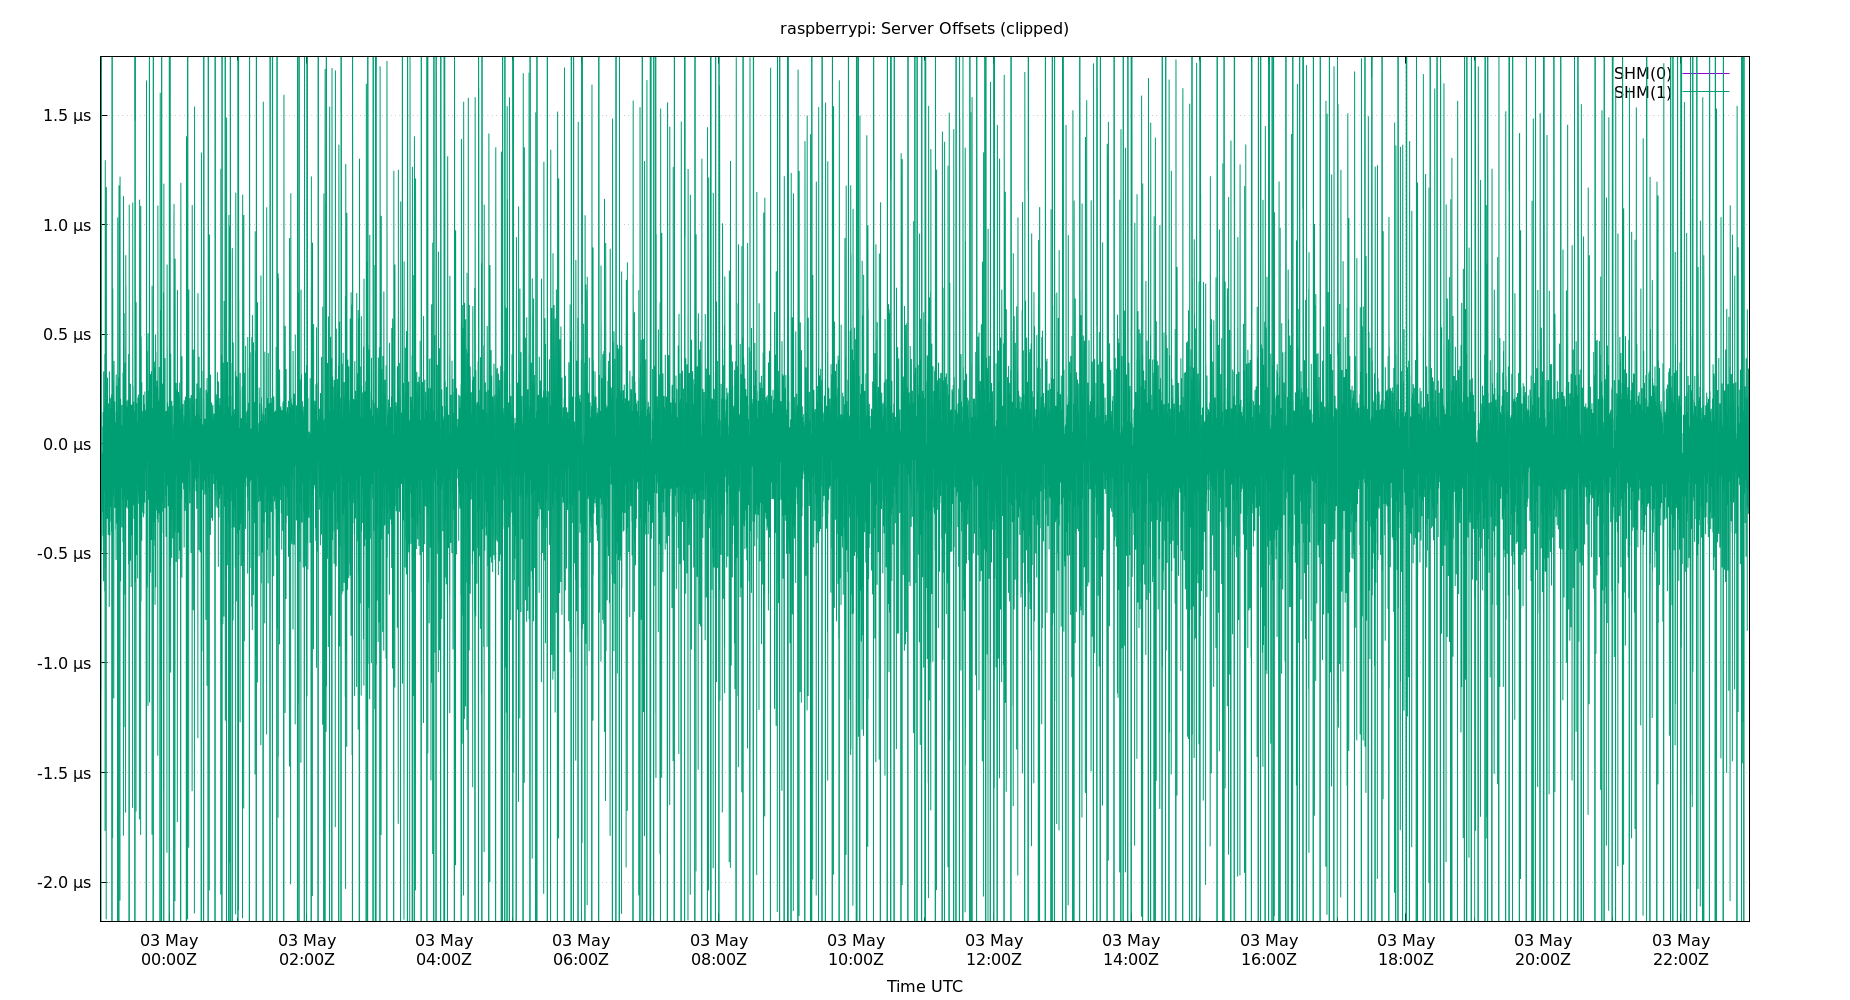 raspberrypi: Server Offsets (clipped)
SHM(0)
SHM(1)
1.5 µs
1.0 µs
0.5 µs
0.0 µs
-0.5 µs
-1.0 µs
-1.5 µs
-2.0 µs
03 May 03 May 03 May 03 May 03 May 03 May 03 May 03 May 03 May 03 May 03 May 03 May
00:00Z 02:00Z 04:00Z 06:00Z 08:00Z 10:00Z 12:00Z 14:00Z 16:00Z 18:00Z 20:00Z 22:00Z
Time UTC